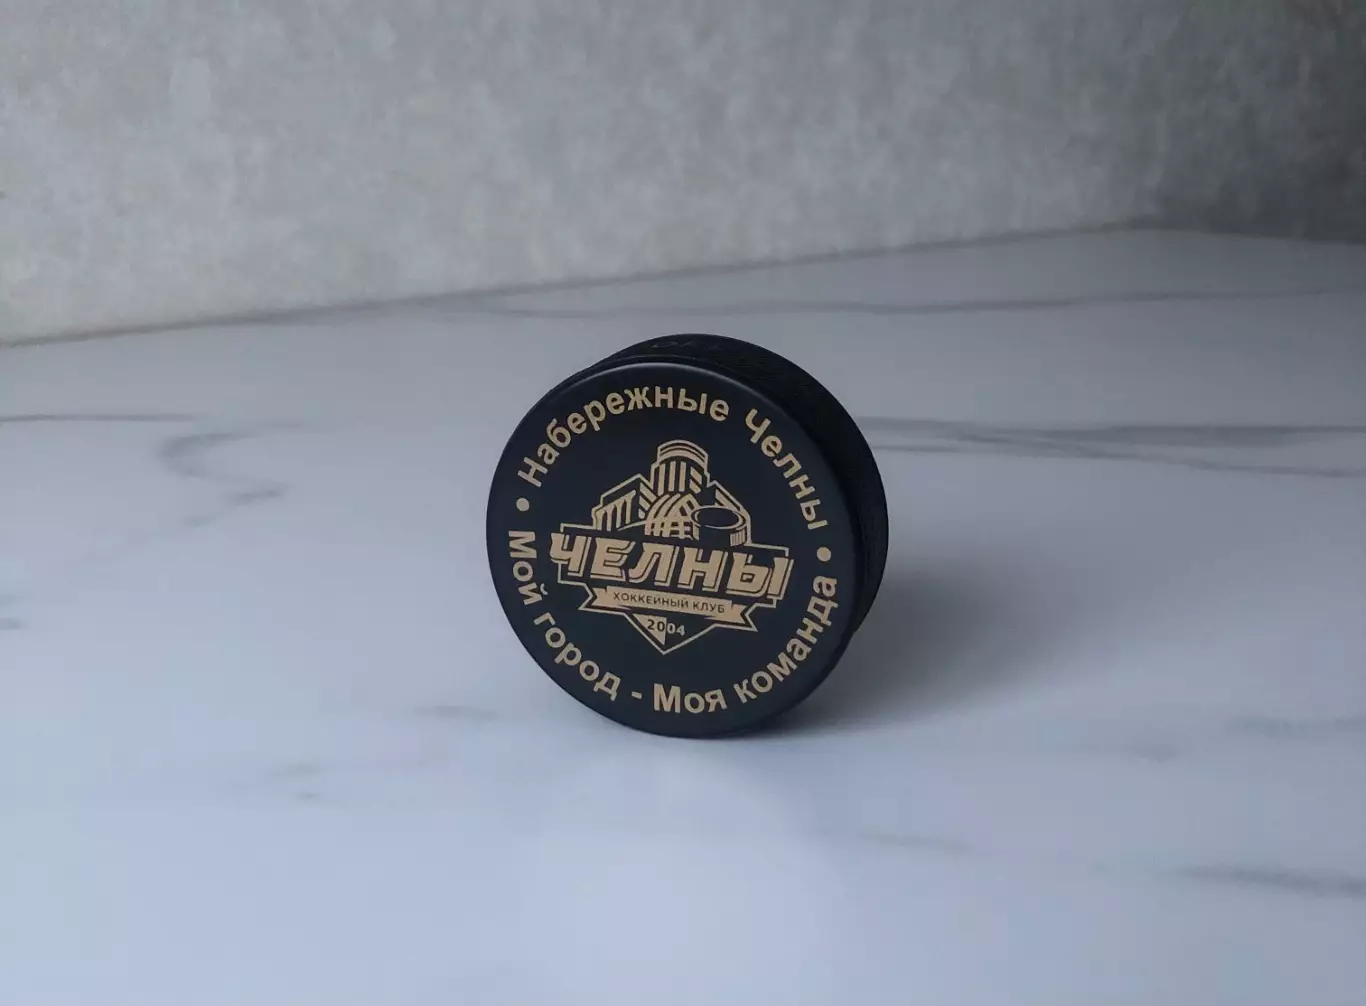 Набережные Челны
ЧЕЛНЫ
ХОККЕЙНЫЙ КЛУБ
2004
• Мой город - Моя команда •